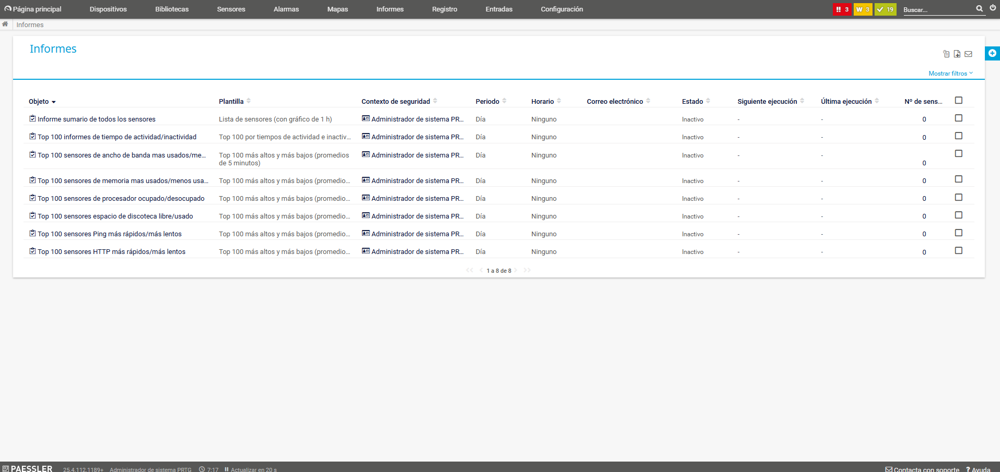 Página principal Dispositivos Bibliotecas Sensores Alarmas Mapas Informes Registro Entradas Configuración 3 W 3 19 Buscar...
Informes
Informes
Mostrar filtros
Objeto Plantilla Contexto de seguridad Periodo Horario Correo electrónico Estado Siguiente ejecución Última ejecución Nº de sens...
Informe sumario de todos los sensores Lista de sensores (con gráfico de 1 h) Administrador de sistema PR... Día Ninguno Inactivo - - 0
Top 100 informes de tiempo de actividad/inactividad Top 100 por tiempos de actividad e inactiv... Administrador de sistema PR... Día Ninguno Inactivo - - 0
Top 100 sensores de ancho de banda mas usados/me... Top 100 más altos y más bajos (promedios Administrador de sistema PR... Día Ninguno Inactivo - -
de 5 minutos) 0
Top 100 sensores de memoria mas usados/menos usa... Top 100 más altos y más bajos (promedio... Administrador de sistema PR... Día Ninguno Inactivo - - 0
Top 100 sensores de procesador ocupado/desocupado Top 100 más altos y más bajos (promedio... Administrador de sistema PR... Día Ninguno Inactivo - - 0
Top 100 sensores espacio de discoteca libre/usado Top 100 más altos y más bajos (promedio... Administrador de sistema PR... Día Ninguno Inactivo - - 0
Top 100 sensores Ping más rápidos/más lentos Top 100 más altos y más bajos (promedio... Administrador de sistema PR... Día Ninguno Inactivo - - 0
Top 100 sensores HTTP más rápidos/más lentos Top 100 más altos y más bajos (promedio... Administrador de sistema PR... Día Ninguno Inactivo - - 0
<< < 1 a 8 de 8 > >>
PAESSLER 25.4.112.1189+ Administrador de sistema PRTG 7:17 Actualizar en 20 s Contacta con soporte ? Ayuda